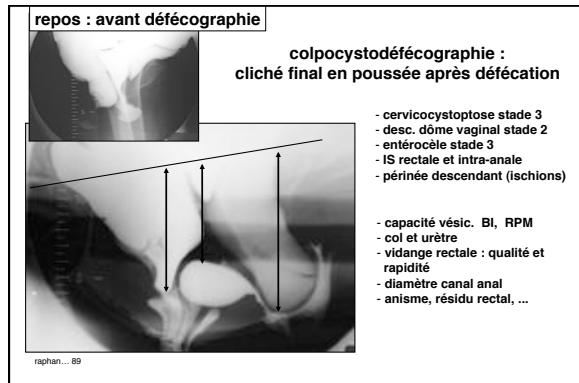 repos : avant défécographie
colpocystodéfécographie :
cliché final en poussée après défécation
- cervicocystoptose stade 3
- desc. dôme vaginal stade 2
- entérocèle stade 3
- IS rectale et intra-anale
- périnée descendant (ischions)
- capacité vésic. BI, RPM
- col et urètre
- vidange rectale : qualité et
rapidité
- diamètre canal anal
- anisme, résidu rectal, ...
raphan... 89